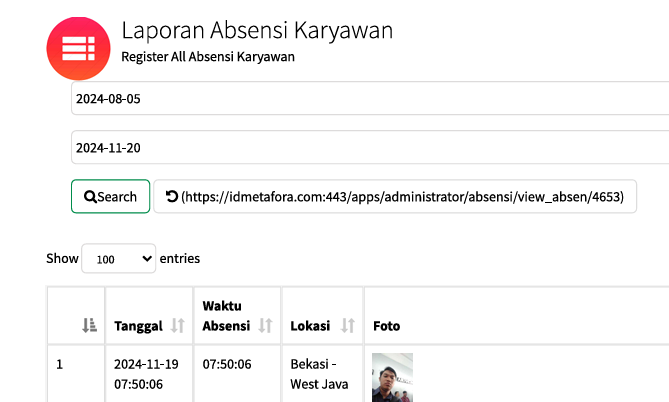 Laporan Absensi Karyawan
Register All Absensi Karyawan
2024-08-05
2024-11-20
Search (https://idmetafora.com:443/apps/administrator/absensi/view_absen/4653)
Show 100 entries
Tanggal Waktu Absensi Lokasi Foto
1 2024-11-19 07:50:06 07:50:06 Bekasi - West Java